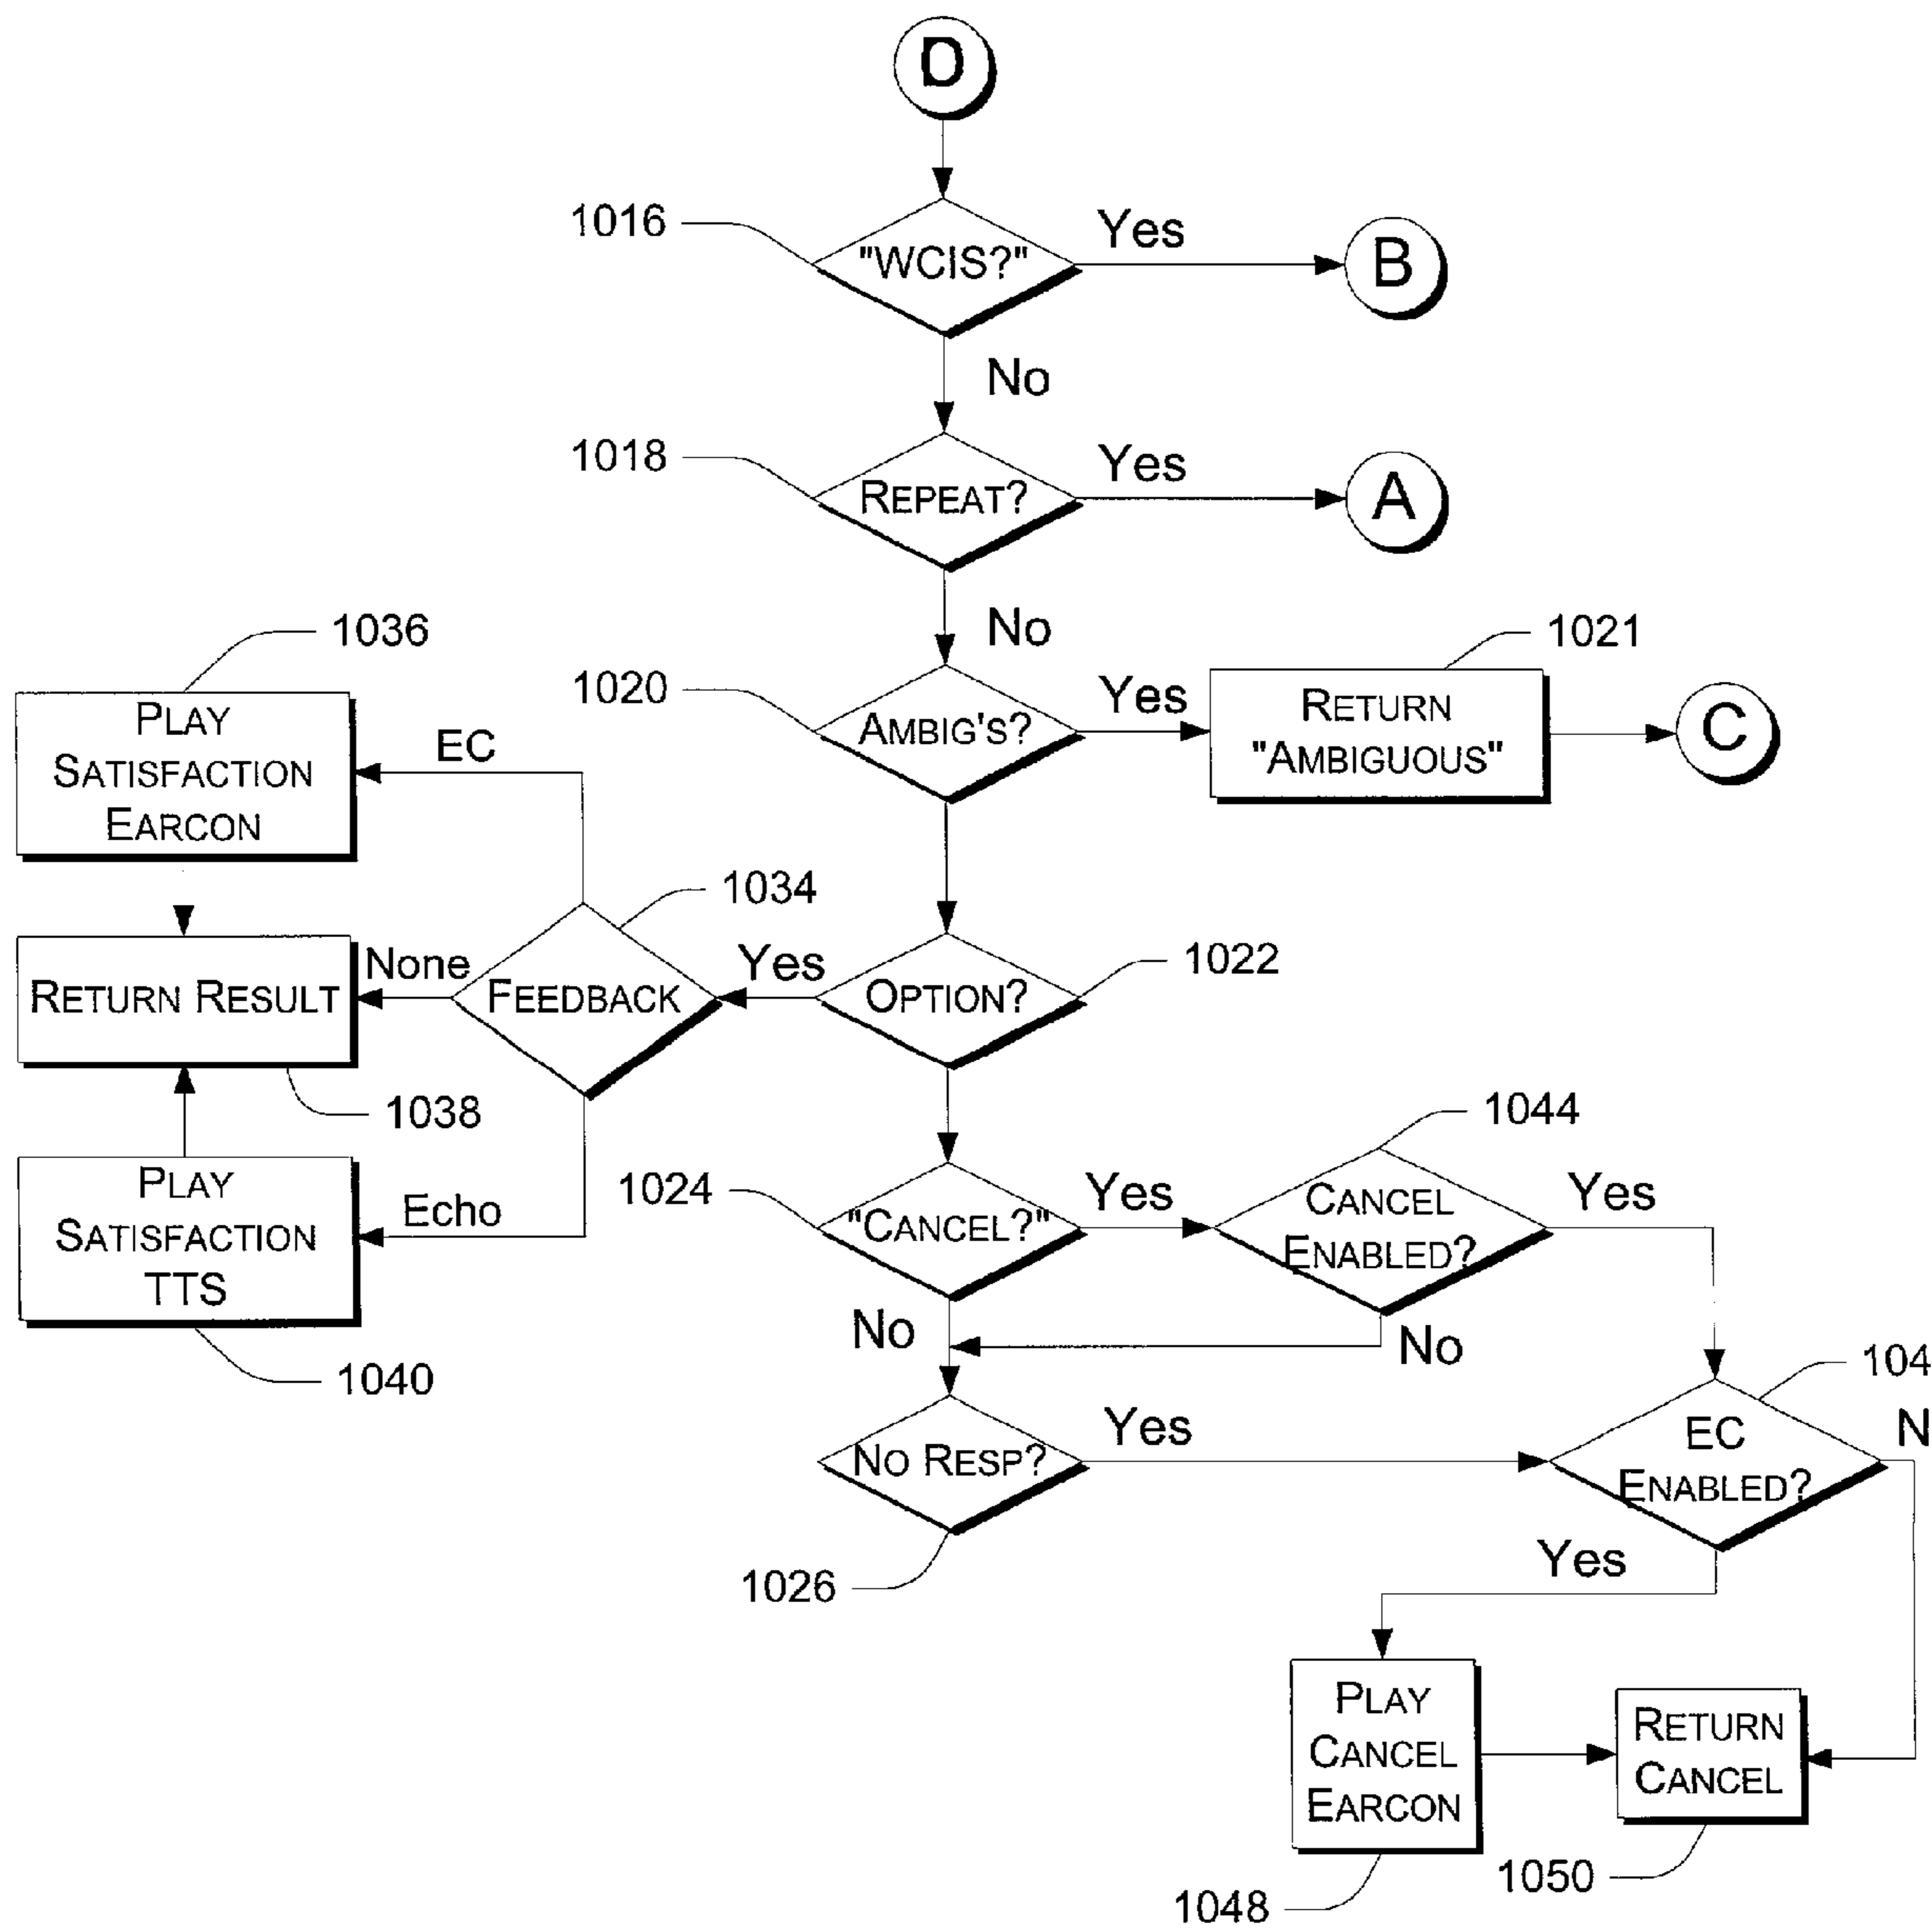 D
1016
"WCIS?"
Yes
B
No
1018
REPEAT?
Yes
A
No
1036
1021
1020
PLAY
SATISFACTION
EARCON
EC
AMBIG'S?
Yes
RETURN
"AMBIGUOUS"
C
1034
RETURN RESULT
None
FEEDBACK
Yes
OPTION?
1022
1038
1044
PLAY
SATISFACTION
TTS
Echo
1024
"CANCEL?"
Yes
CANCEL
ENABLED?
Yes
No
No
1040
104
NO RESP?
Yes
EC
ENABLED?
N
Yes
1026
PLAY
CANCEL
EARCON
RETURN
CANCEL
1050
1048